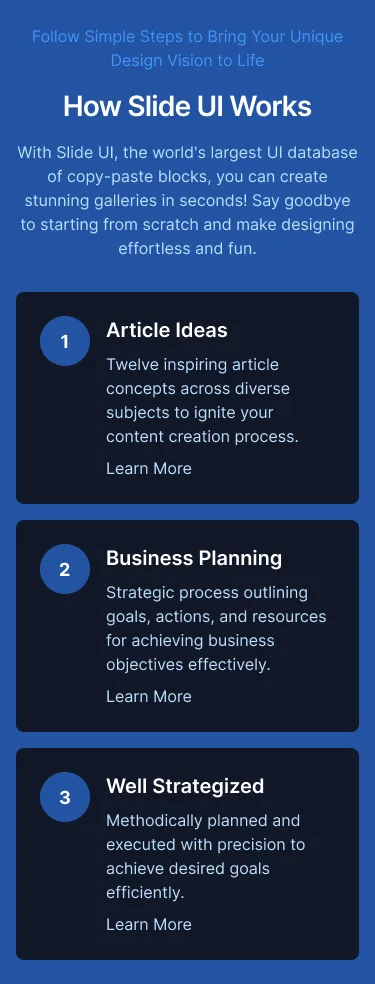 Follow Simple Steps to Bring Your Unique
Design Vision to Life
How Slide UI Works
With Slide UI, the world's largest UI database
of copy-paste blocks, you can create
stunning galleries in seconds! Say goodbye
to starting from scratch and make designing
effortless and fun.
1
Article Ideas
Twelve inspiring article
concepts across diverse
subjects to ignite your
content creation process.
Learn More
2
Business Planning
Strategic process outlining
goals, actions, and resources
for achieving business
objectives effectively.
Learn More
3
Well Strategized
Methodically planned and
executed with precision to
achieve desired goals
efficiently.
Learn More